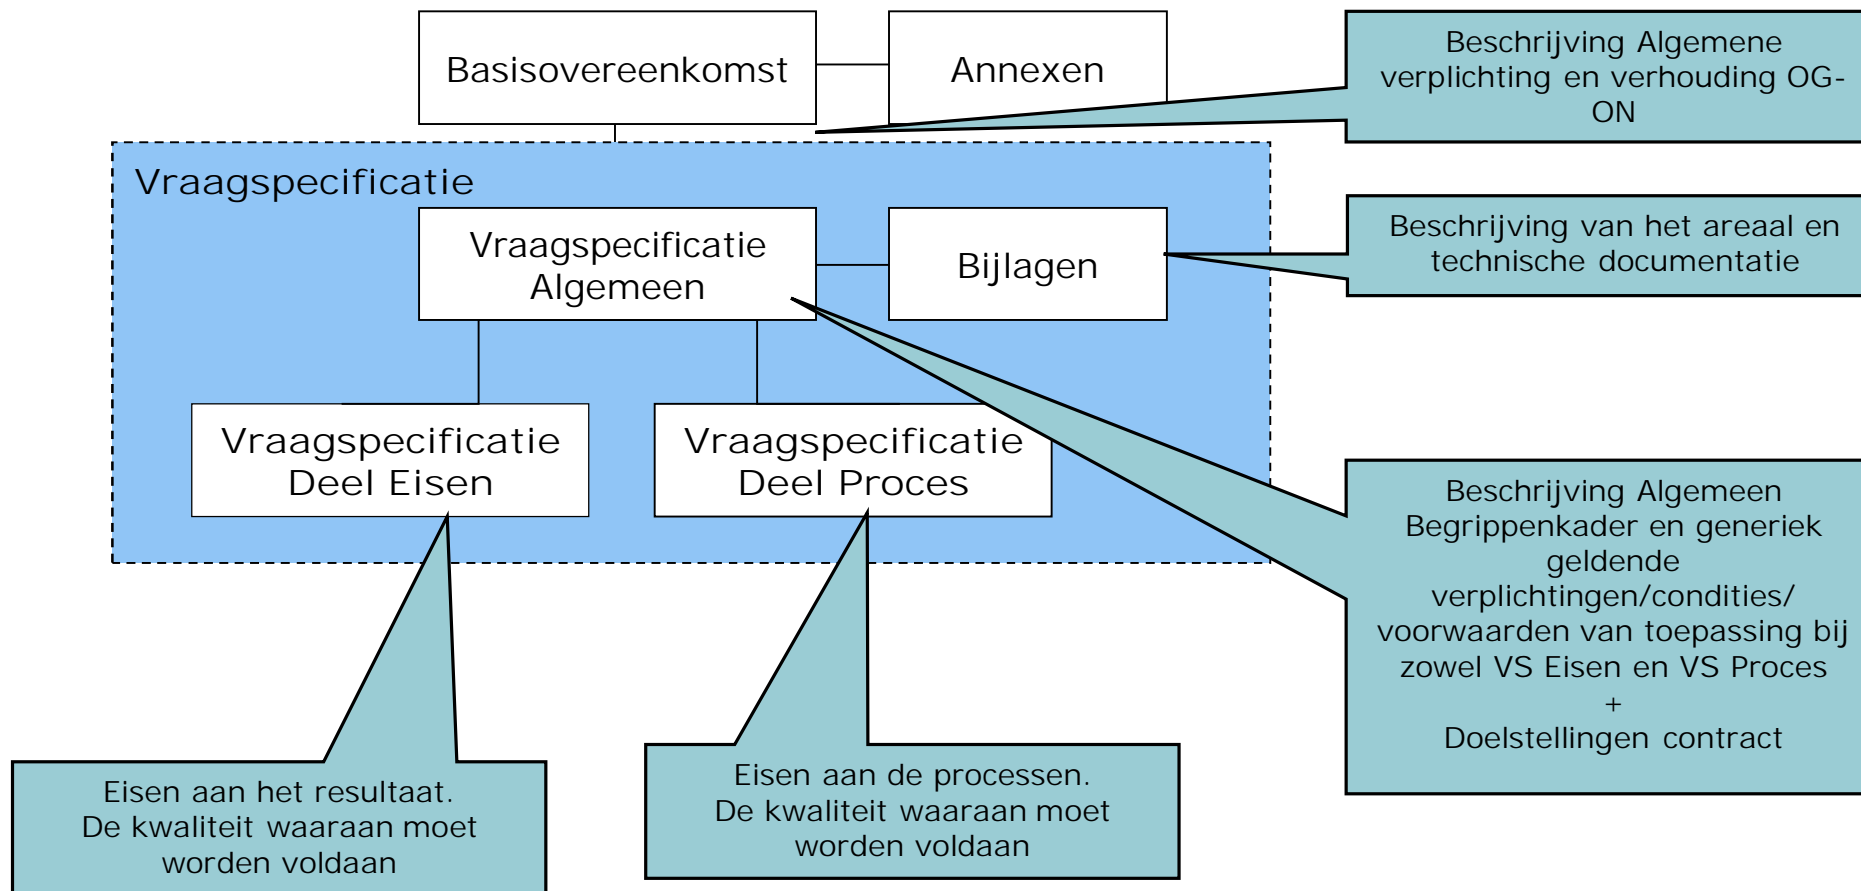 Basisovereenkomst
Annexen
Beschrijving Algemene
verplichting en verhouding OG-
ON
Vraagspecificatie
Vraagspecificatie
Algemeen
Bijlagen
Beschrijving van het areaal en
technische documentatie
Vraagspecificatie
Deel Eisen
Vraagspecificatie
Deel Proces
Beschrijving Algemeen
Begrippenkader en generiek
geldende
verplichtingen/condities/
voorwaarden van toepassing bij
zowel VS Eisen en VS Proces
+
Doelstellingen contract
Eisen aan het resultaat.
De kwaliteit waaraan moet
worden voldaan
Eisen aan de processen.
De kwaliteit waaraan moet
worden voldaan